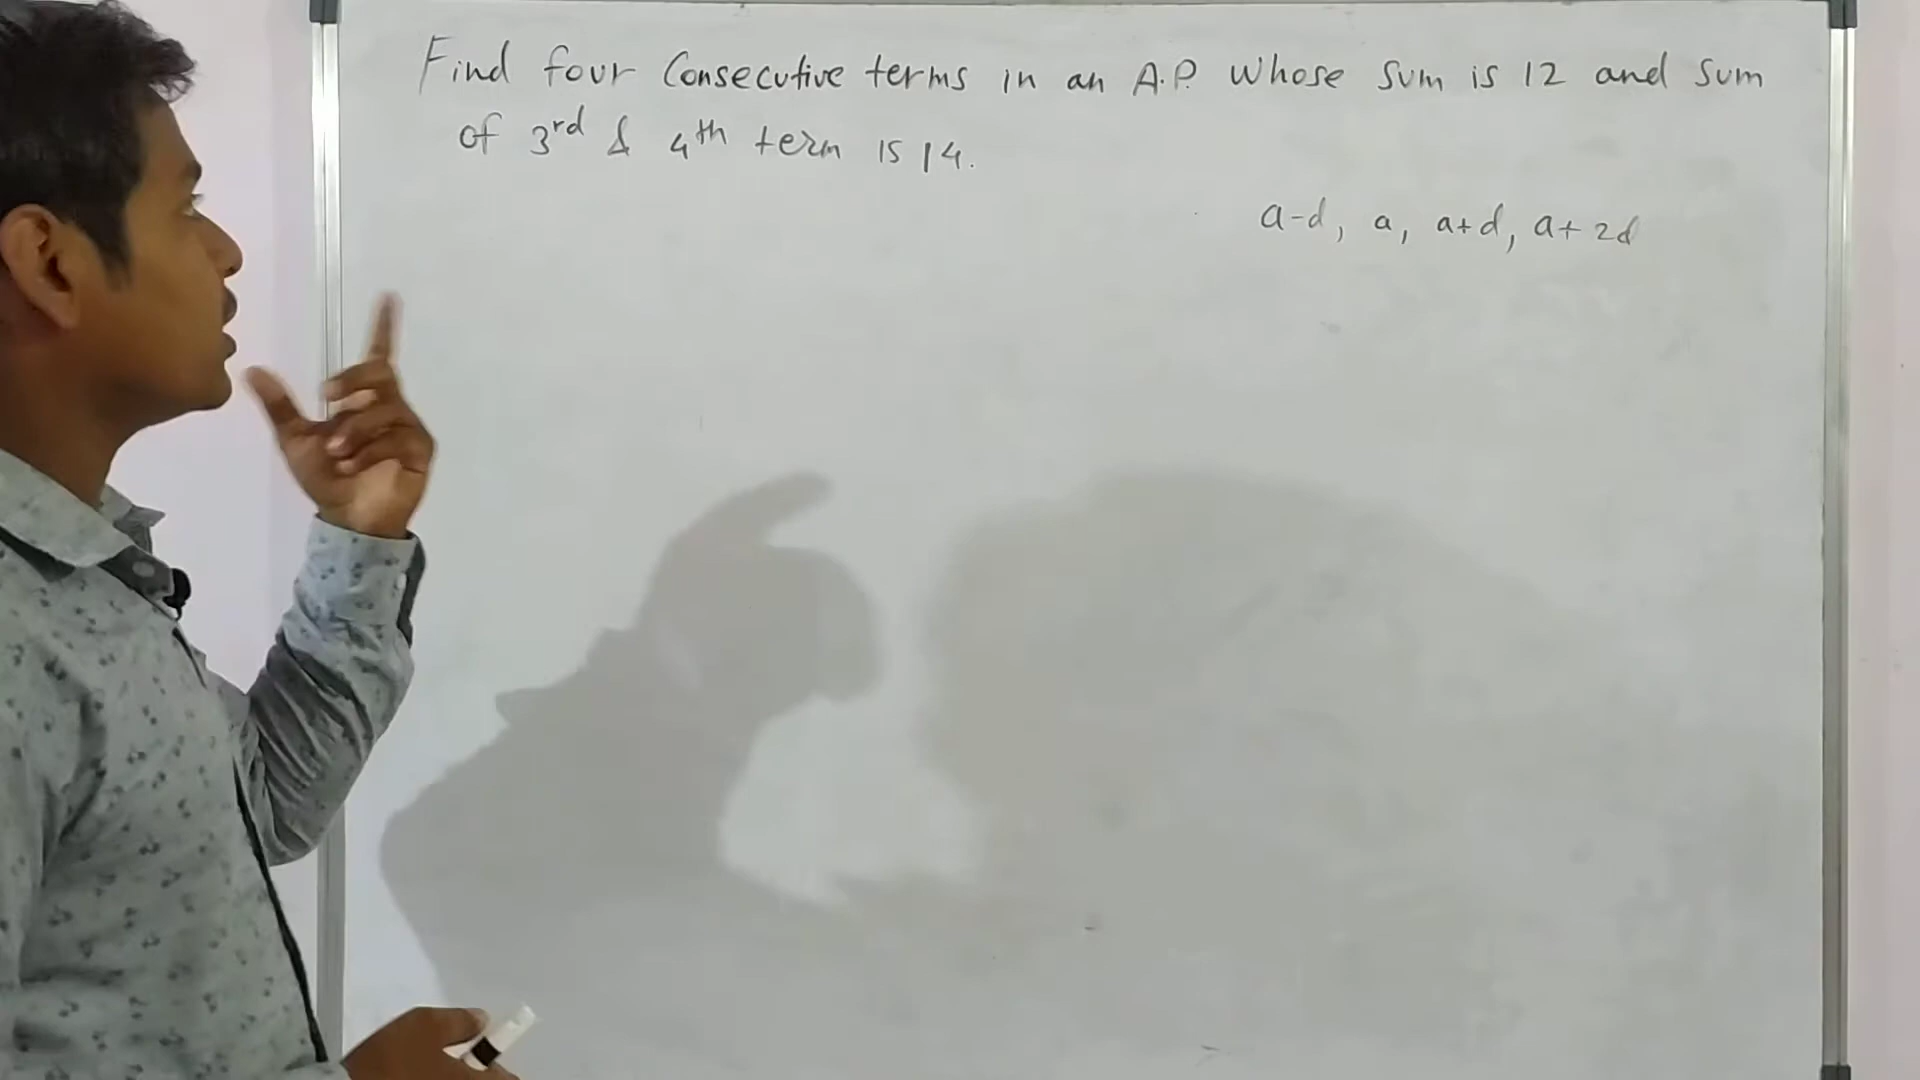 Find four Consecutive terms in an A.P. Whose Sum is 12 and Sum
of 3rd & 4th term is 14.
a-d, a, a+d, a+2d